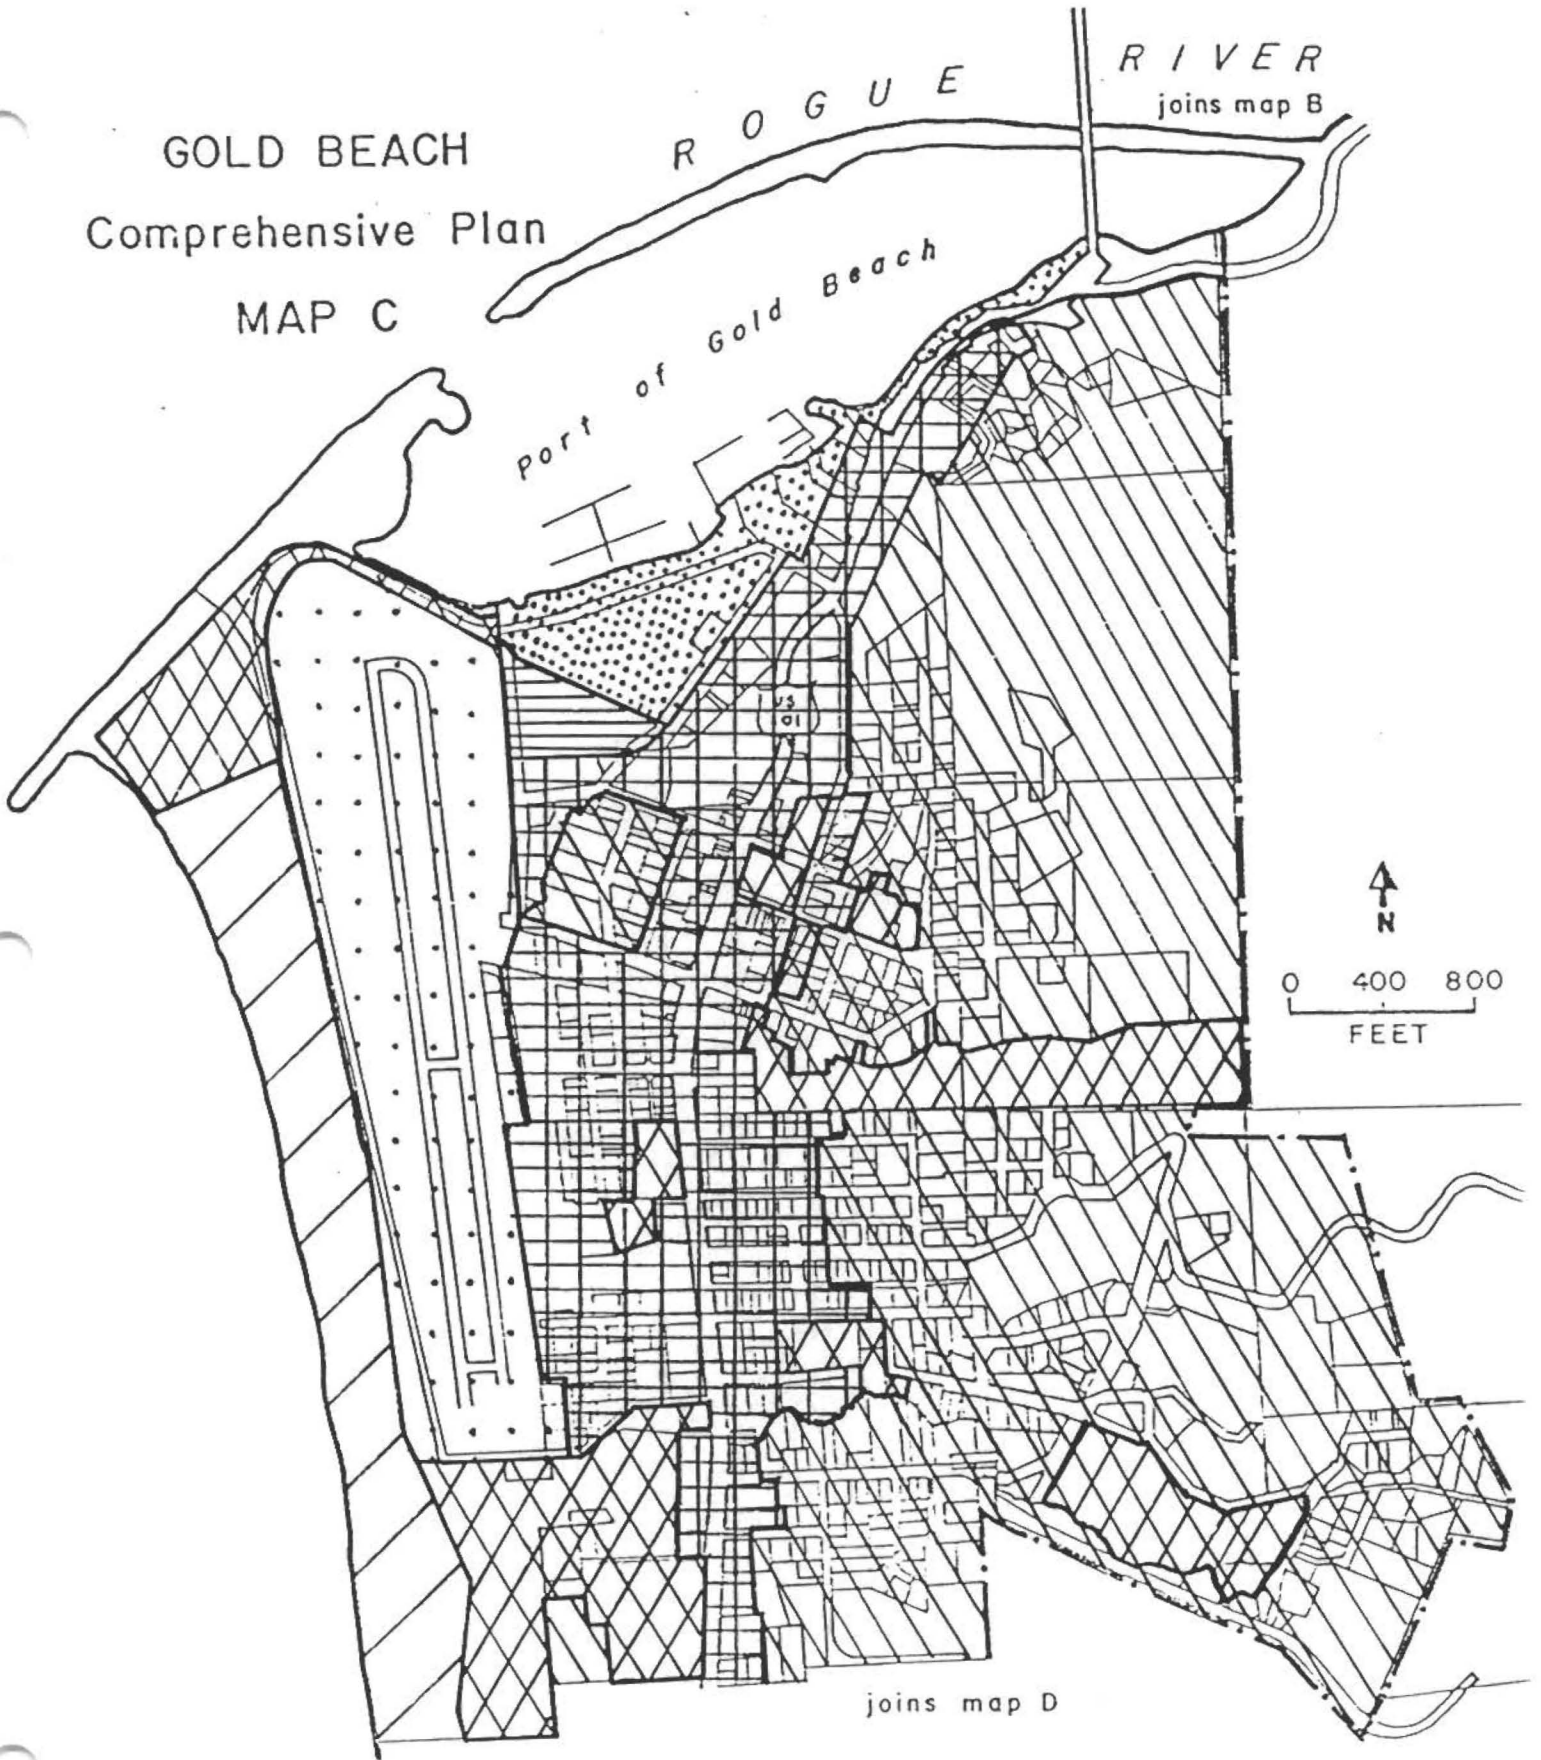 ROGUE RIVER
joins map B
GOLD BEACH
Comprehensive Plan
MAP C
Port of Gold Beach
US
101
N
0 400 800
FEET
joins map D